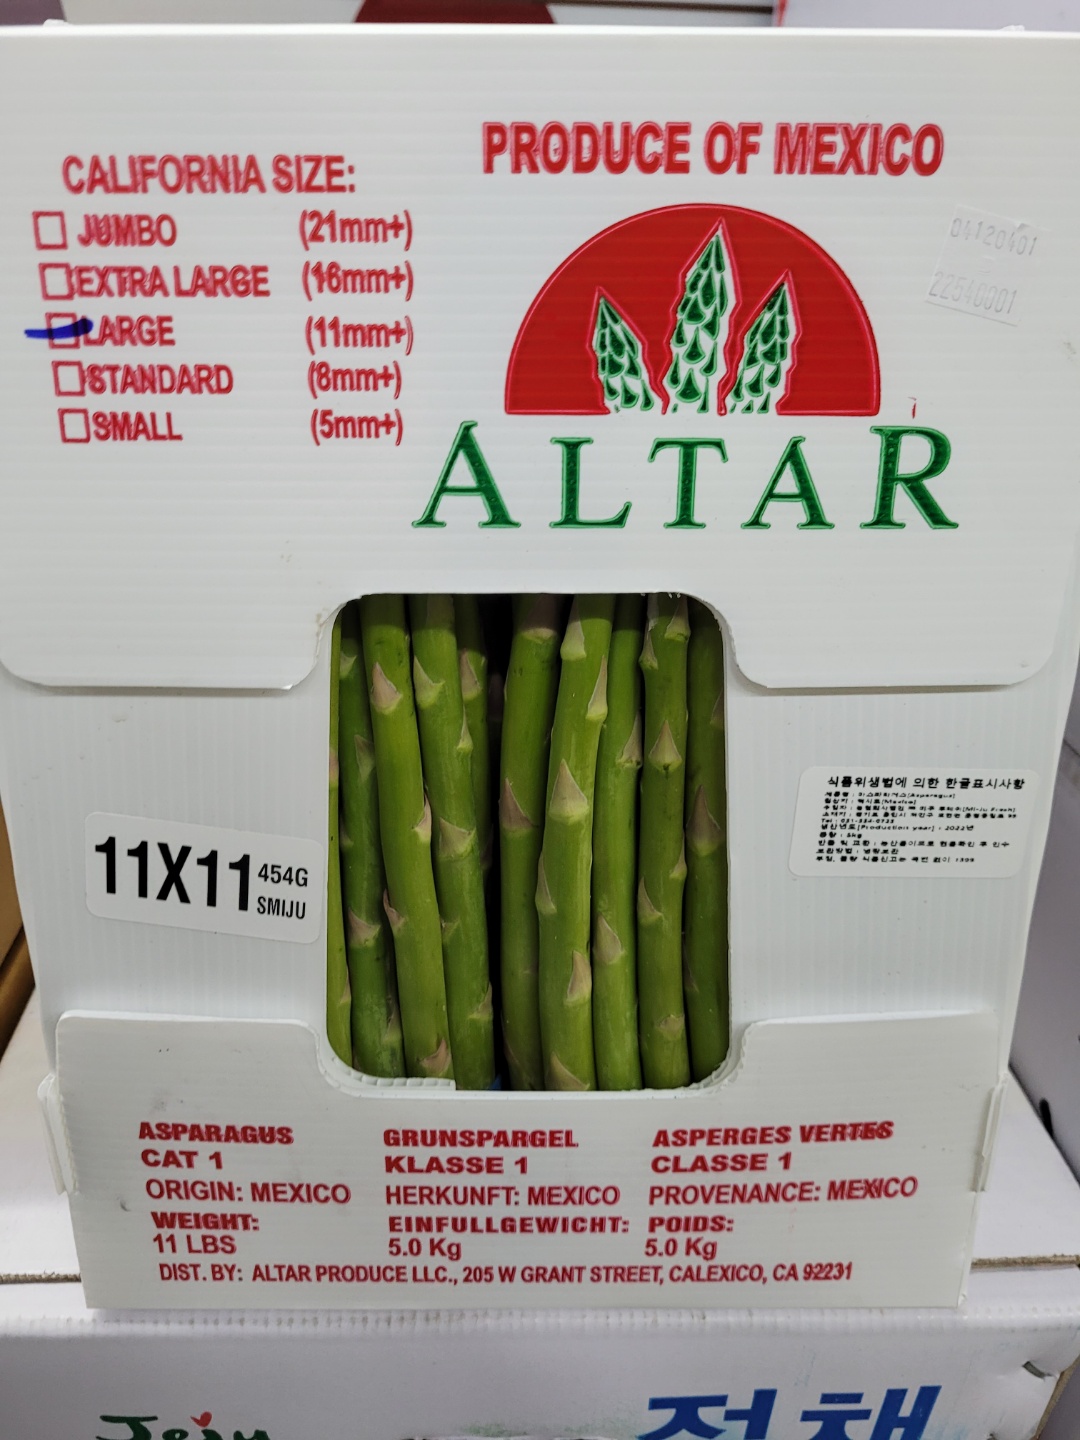 PRODUCE OF MEXICO
CALIFORNIA SIZE:
JUMBO (21mm+)
EXTRA LARGE (16mm+)
LARGE (11mm+)
STANDARD (8mm+)
SMALL (5mm+)
04120401
22540001
ALTAR
식품위생법에 의한 한글표시사항
11X11 454G
SMIJU
ASPARAGUS
CAT 1
ORIGIN: MEXICO
WEIGHT:
11 LBS
GRUNSPARGEL
KLASSE 1
HERKUNFT: MEXICO
EINFULLGEWICHT:
5.0 Kg
ASPERGES VERTES
CLASSE 1
PROVENANCE: MEXICO
POIDS:
5.0 Kg
DIST. BY: ALTAR PRODUCE LLC., 205 W GRANT STREET, CALEXICO, CA 92231